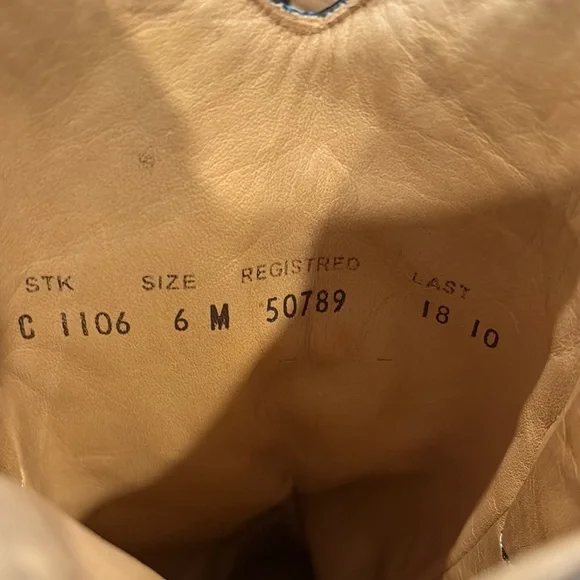 STK SIZE REGISTRED LAST
C 1106 6 M 50789 18 10